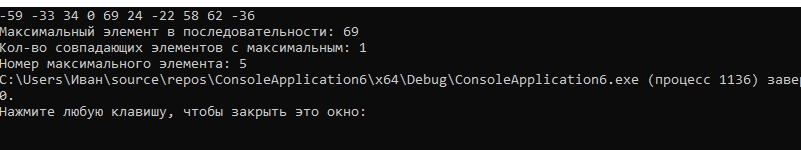 -59 -33 34 0 69 24 -22 58 62 -36
Максимальный элемент в последовательности: 69
Кол-во совпадающих элементов с максимальным: 1
Номер максимального элемента: 5
C:\Users\Иван\source\repos\ConsoleApplication6\x64\Debug\ConsoleApplication6.exe (процесс 1136) завер
0.
Нажмите любую клавишу, чтобы закрыть это окно: